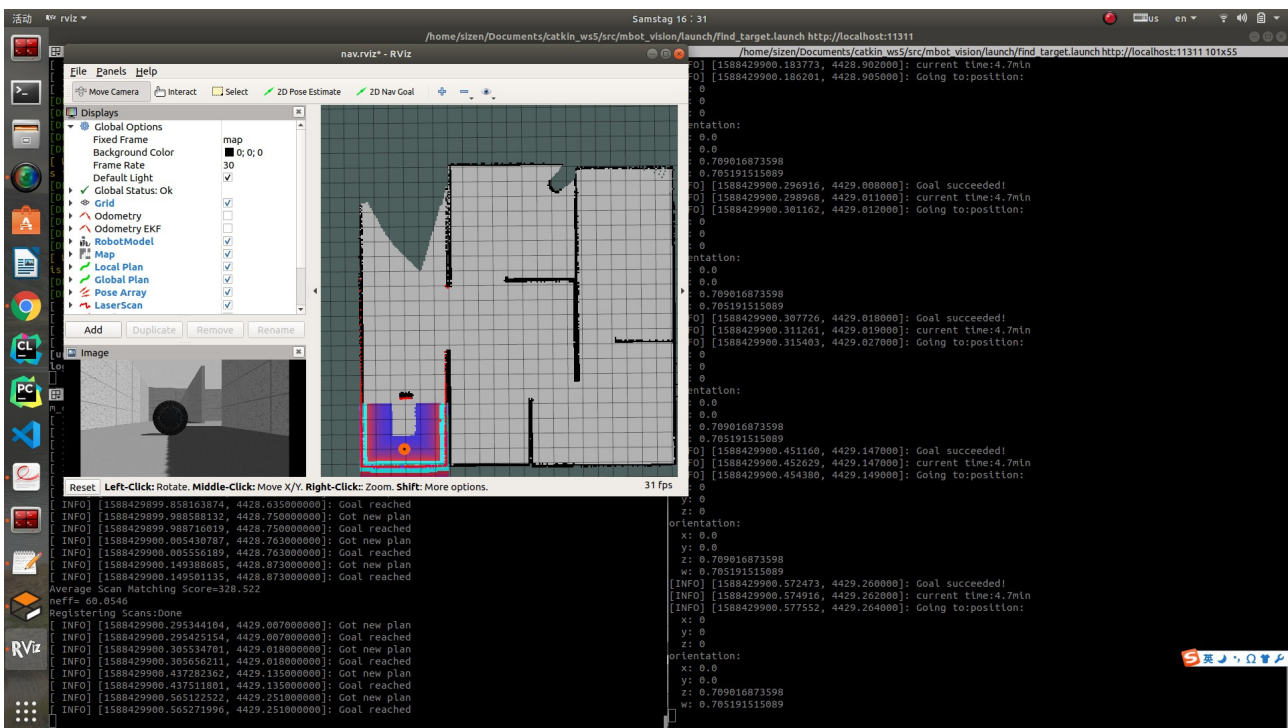 活动
rviz
Samstag 16：31
us
en
/home/sizen/Documents/catkin_ws5/src/mbot_vision/launch/find_target.launch http://localhost:11311
/home/sizen/Documents/catkin_ws5/src/mbot_vision/launch/find_target.launch http://localhost:11311 101x55
nav.rviz* - RViz
File Panels Help
Move Camera Interact Select 2D Pose Estimate 2D Nav Goal
Displays
Global Options
Fixed Frame map
Background Color 0; 0; 0
Frame Rate 30
Default Light ✓
Global Status: Ok
Grid
Odometry
Odometry EKF
RobotModel
Map
Local Plan
Global Plan
Pose Array
LaserScan
Add Duplicate Remove Rename
Image
Reset Left-Click: Rotate. Middle-Click: Move X/Y. Right-Click:: Zoom. Shift: More options. 31 fps
[ INFO] [1588429899.858163874, 4428.635000000]: Goal reached
[ INFO] [1588429899.988588132, 4428.750000000]: Got new plan
[ INFO] [1588429899.988716019, 4428.750000000]: Goal reached
[ INFO] [1588429900.005430787, 4428.763000000]: Got new plan
[ INFO] [1588429900.005556189, 4428.763000000]: Goal reached
[ INFO] [1588429900.149388685, 4428.873000000]: Got new plan
[ INFO] [1588429900.149501135, 4428.873000000]: Goal reached
Average Scan Matching Score=328.522
neff= 60.0546
Registering Scans:Done
[ INFO] [1588429900.295344104, 4429.007000000]: Got new plan
[ INFO] [1588429900.295425154, 4429.007000000]: Goal reached
[ INFO] [1588429900.305534701, 4429.018000000]: Got new plan
[ INFO] [1588429900.305656211, 4429.018000000]: Goal reached
[ INFO] [1588429900.437282362, 4429.135000000]: Got new plan
[ INFO] [1588429900.437511801, 4429.135000000]: Goal reached
[ INFO] [1588429900.565122522, 4429.251000000]: Got new plan
[ INFO] [1588429900.565271996, 4429.251000000]: Goal reached
FO] [1588429900.183773, 4428.902000]: current time:4.7min
FO] [1588429900.186201, 4428.905000]: Going to:position:
: 0
: 0
: 0
entation:
: 0.0
: 0.0
: 0.709016873598
: 0.705191515089
FO] [1588429900.296916, 4429.008000]: Goal succeeded!
FO] [1588429900.298968, 4429.011000]: current time:4.7min
FO] [1588429900.301162, 4429.012000]: Going to:position:
: 0
: 0
: 0
entation:
: 0.0
: 0.0
: 0.709016873598
: 0.705191515089
FO] [1588429900.307726, 4429.018000]: Goal succeeded!
FO] [1588429900.311261, 4429.019000]: current time:4.7min
FO] [1588429900.315403, 4429.027000]: Going to:position:
: 0
: 0
: 0
entation:
: 0.0
: 0.0
: 0.709016873598
: 0.705191515089
FO] [1588429900.451160, 4429.147000]: Goal succeeded!
FO] [1588429900.452629, 4429.147000]: current time:4.7min
FO] [1588429900.454380, 4429.149000]: Going to:position:
: 0
y: 0
z: 0
orientation:
x: 0.0
y: 0.0
z: 0.709016873598
w: 0.705191515089
[INFO] [1588429900.572473, 4429.260000]: Goal succeeded!
[INFO] [1588429900.574916, 4429.262000]: current time:4.7min
[INFO] [1588429900.577552, 4429.264000]: Going to:position:
x: 0
y: 0
z: 0
orientation:
x: 0.0
y: 0.0
z: 0.709016873598
w: 0.705191515089
CL
PC
RViz
S 英